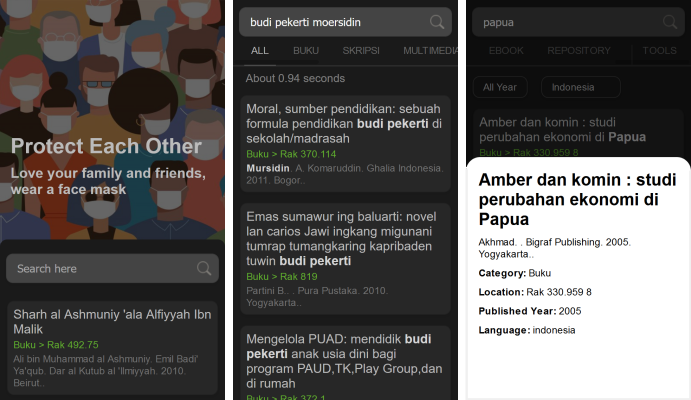 Protect Each Other
Love your family and friends,
wear a face mask
Search here
Sharh al Ashmuniy 'ala Alfiyyah Ibn
Malik
Buku > Rak 492.75
Ali bin Muhammad al Ashmuniy. Emil Badi'
Ya'qub. Dar al Kutub al 'Ilmiyyah. 2010.
Beirut..
budi pekerti moersidin
ALL BUKU SKRIPSI MULTIMEDIA
About 0.94 seconds
Moral, sumber pendidikan: sebuah
formula pendidikan budi pekerti di
sekolah/madrasah
Buku > Rak 370.114
Mursidin. A. Komaruddin. Ghalia Indonesia.
2011. Bogor..
Emas sumawur ing baluarti: novel
lan carios Jawi ingkang migunani
tumrap tumangkaring kapribaden
tuwin budi pekerti
Buku > Rak 819
Partini B.. . Pura Pustaka. 2010.
Yogyakarta..
Mengelola PUAD: mendidik budi
pekerti anak usia dini bagi
program PAUD,TK,Play Group,dan
di rumah
Buku > Rak 372.1
papua
EBOOK REPOSITORY TOOLS
All Year Indonesia
Amber dan komin : studi
perubahan ekonomi di Papua
Buku > Rak 330.959 8
Amber dan komin : studi
perubahan ekonomi di
Papua
Akhmad. . Bigraf Publishing. 2005.
Yogyakarta..
Category: Buku
Location: Rak 330.959 8
Published Year: 2005
Language: indonesia